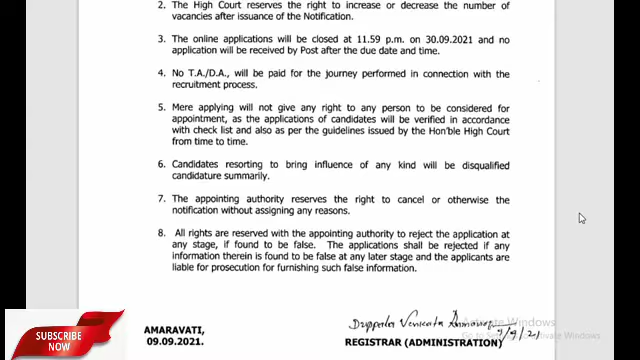 2. The High Court reserves the right to increase or decrease the number of
vacancies after issuance of the Notification.
3. The online applications will be closed at 11.59 p.m. on 30.09.2021 and no
application will be received by Post after the due date and time.
4. No T.A./D.A., will be paid for the journey performed in connection with the
recruitment process.
5. Mere applying will not give any right to any person to be considered for
appointment, as the applications of candidates will be verified in accordance
with check list and also as per the guidelines issued by the Hon'ble High Court
from time to time.
6. Candidates resorting to bring influence of any kind will be disqualified
candidature summarily.
7. The appointing authority reserves the right to cancel or otherwise the
notification without assigning any reasons.
8. All rights are reserved with the appointing authority to reject the application at
any stage, if found to be false. The applications shall be rejected if any
information therein is found to be false at any later stage and the applicants are
liable for prosecution for furnishing such false information.
Activate Windows
Go to Settings to activate Windows
AMARAVATI,
09.09.2021.
REGISTRAR (ADMINISTRATION)
SUBSCRIBE
NOW